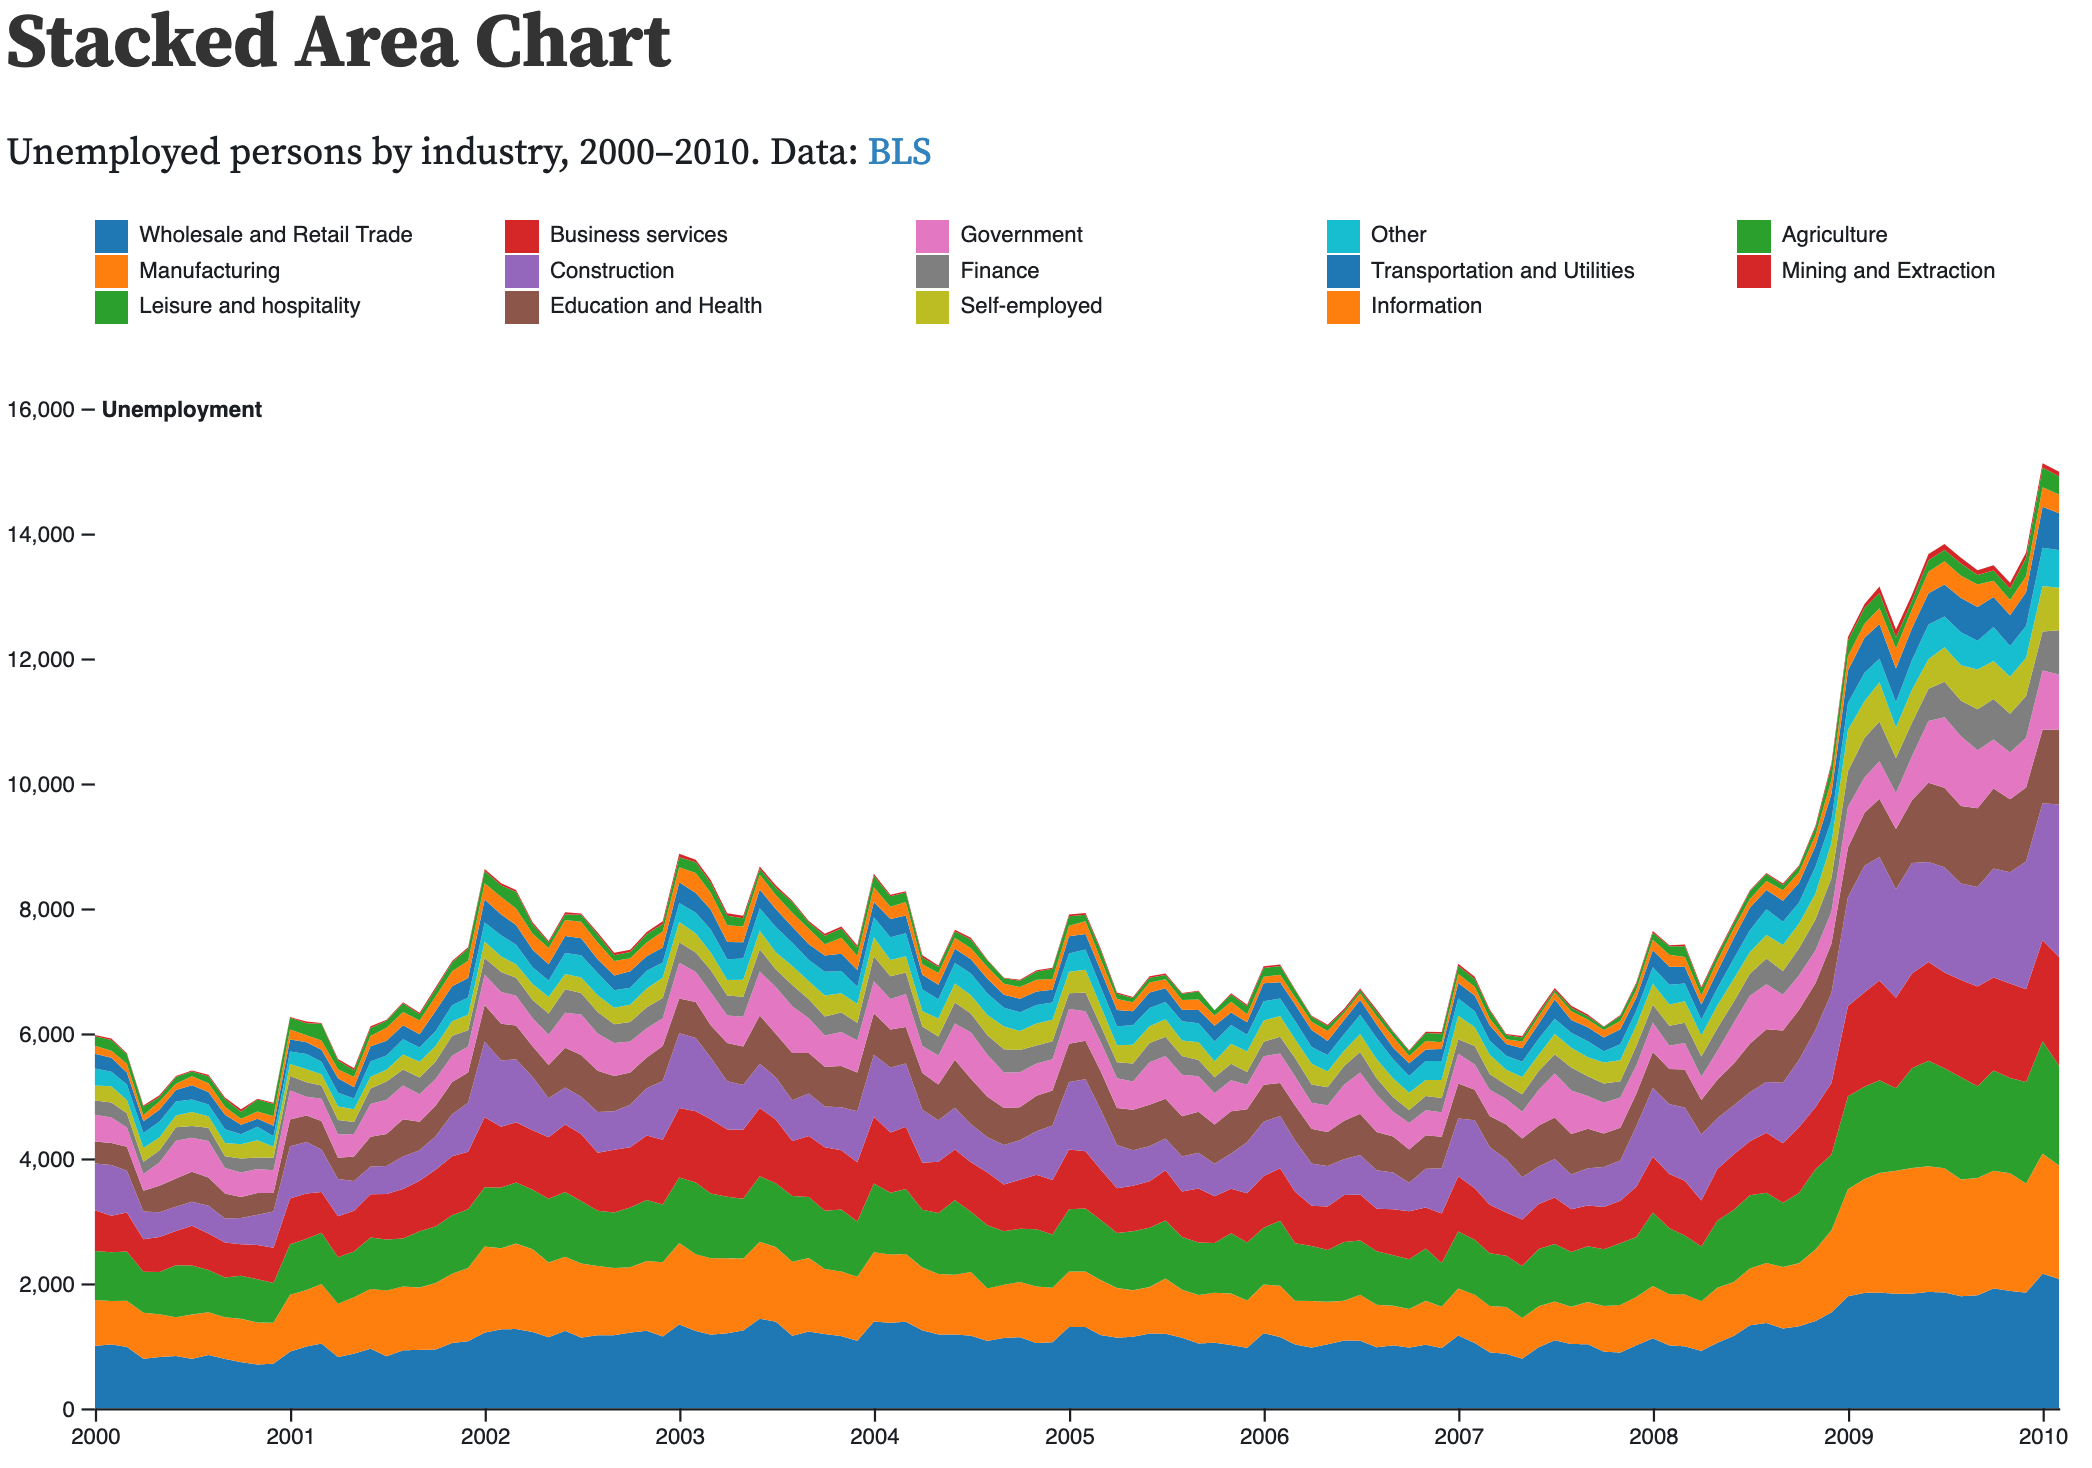 Stacked Area Chart
Unemployed persons by industry, 2000–2010. Data: BLS
Wholesale and Retail Trade
Manufacturing
Leisure and hospitality
Business services
Construction
Education and Health
Government
Finance
Self-employed
Other
Transportation and Utilities
Information
Agriculture
Mining and Extraction
16,000 Unemployment
14,000
12,000
10,000
8,000
6,000
4,000
2,000
0
2000 2001 2002 2003 2004 2005 2006 2007 2008 2009 2010